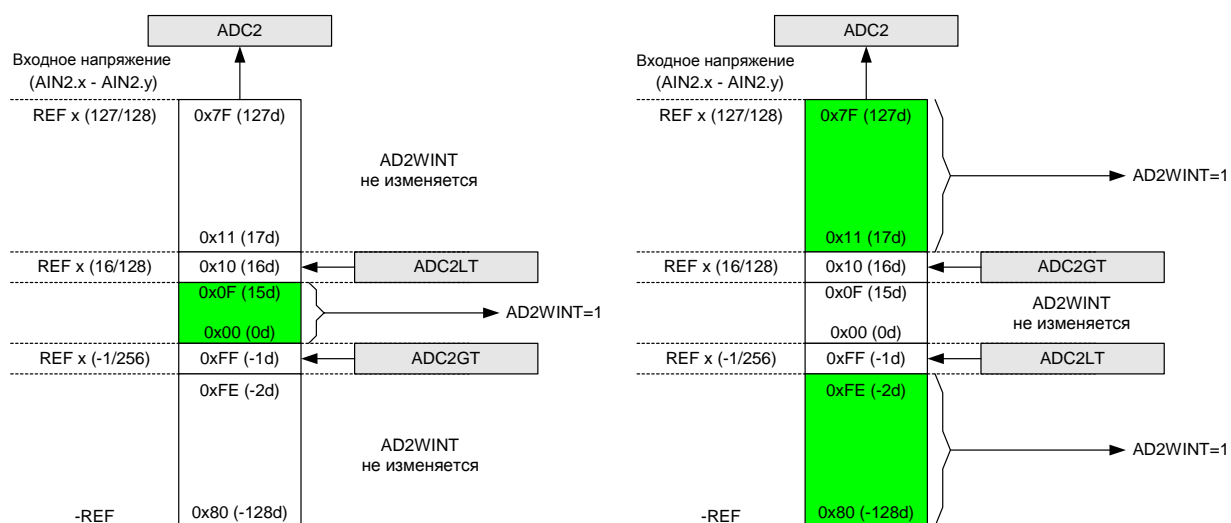 ADC2
Входное напряжение
(AIN2.x - AIN2.y)
REF x (127/128)
0x7F (127d)
AD2WINT
не изменяется
0x11 (17d)
REF x (16/128)
0x10 (16d)
ADC2LT
0x0F (15d)
AD2WINT=1
0x00 (0d)
REF x (-1/256)
0xFF (-1d)
ADC2GT
0xFE (-2d)
AD2WINT
не изменяется
-REF
0x80 (-128d)
ADC2
Входное напряжение
(AIN2.x - AIN2.y)
REF x (127/128)
0x7F (127d)
AD2WINT=1
0x11 (17d)
REF x (16/128)
0x10 (16d)
ADC2GT
0x0F (15d)
AD2WINT
не изменяется
0x00 (0d)
REF x (-1/256)
0xFF (-1d)
ADC2LT
0xFE (-2d)
AD2WINT=1
-REF
0x80 (-128d)